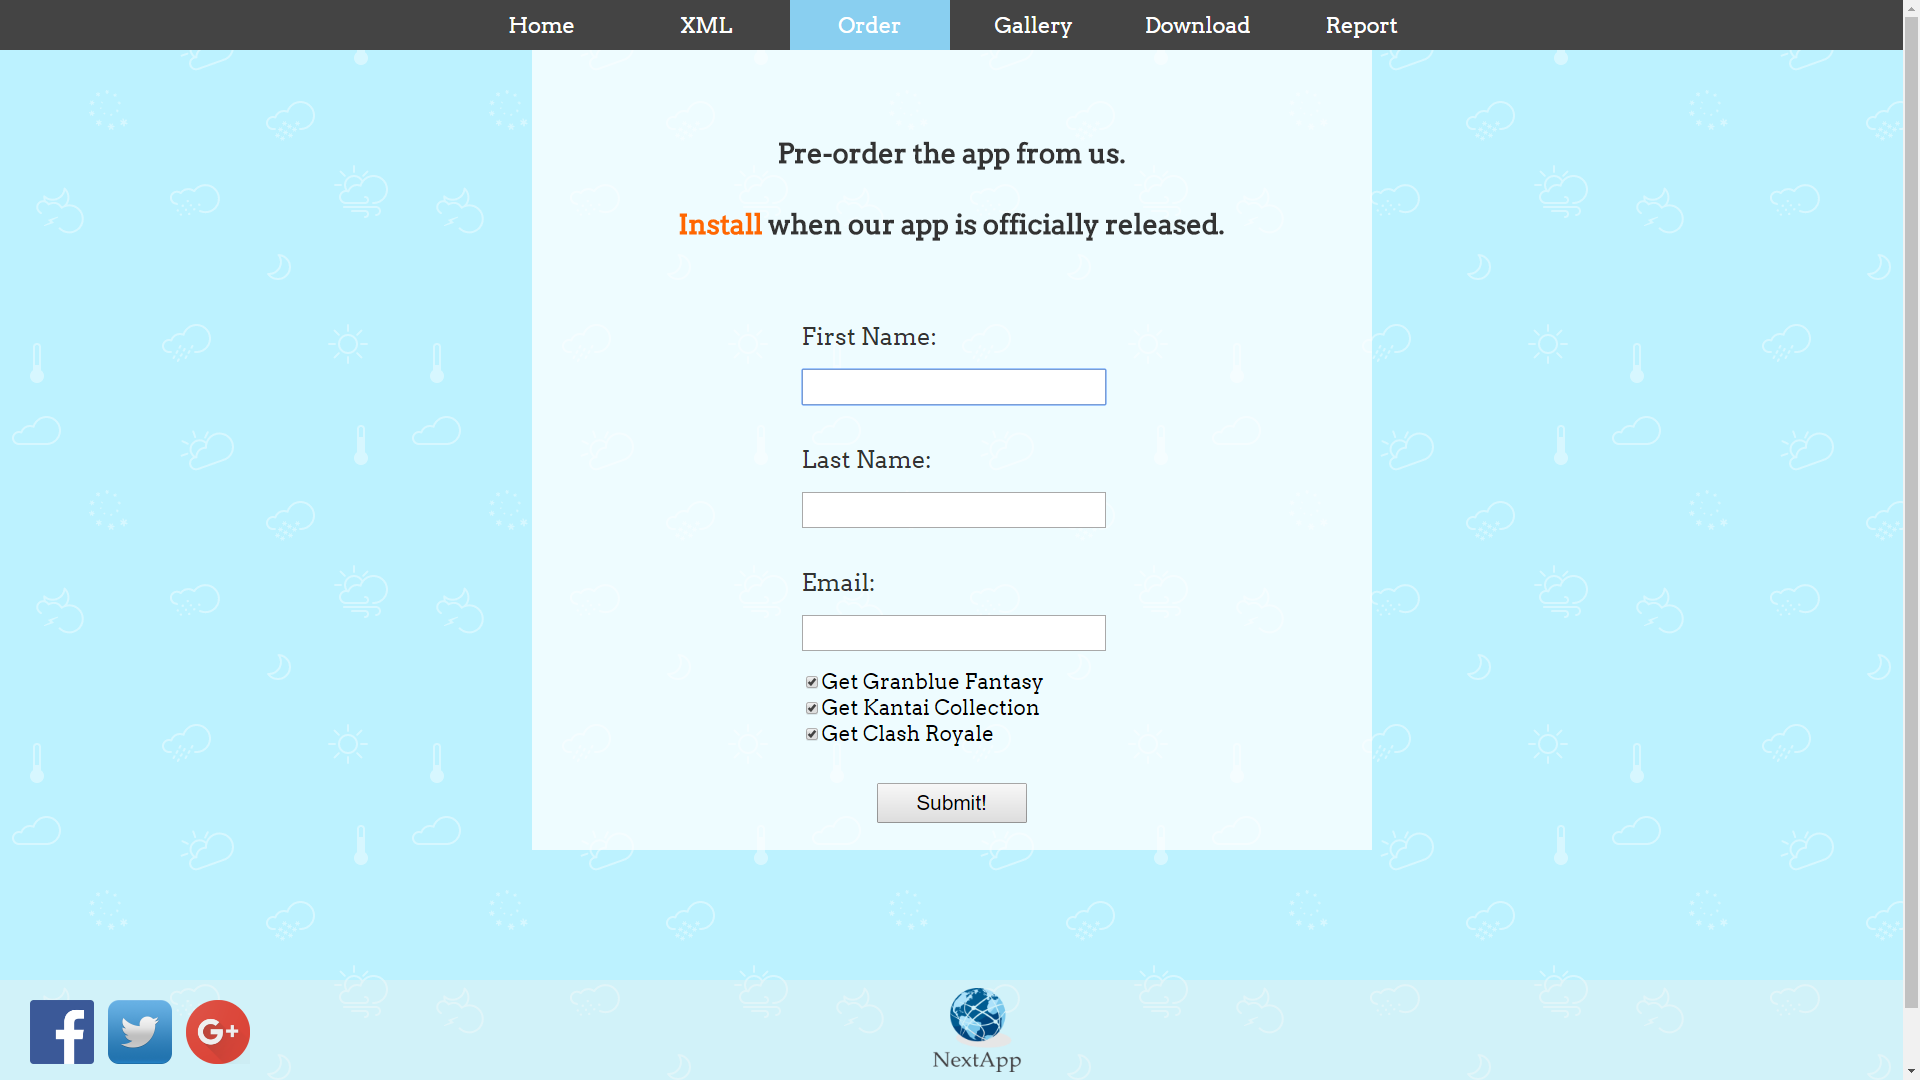 Home XML Order Gallery Download Report
Pre-order the app from us.
Install when our app is officially released.
First Name:
Last Name:
Email:
Get Granblue Fantasy
Get Kantai Collection
Get Clash Royale
Submit!
f G+
NextApp